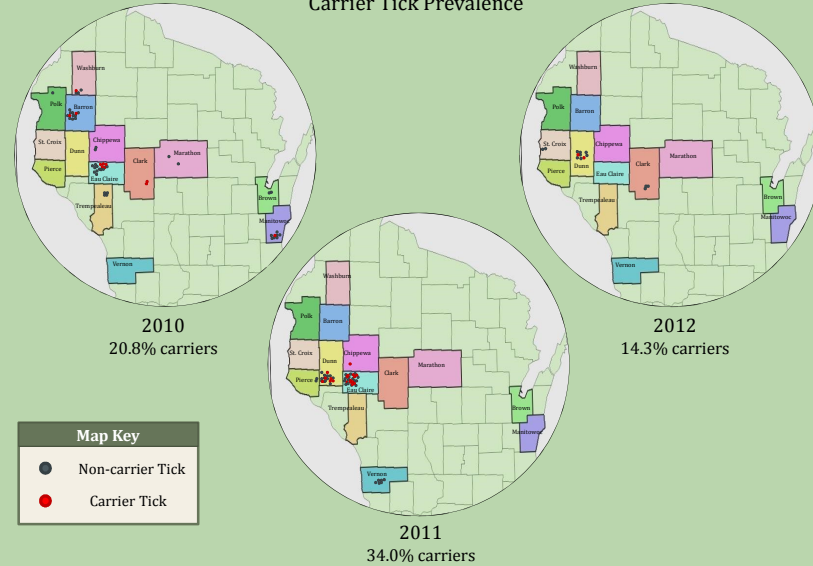 Carrier Tick Prevalence
Washburn
Polk
Barron
St. Croix
Dunn
Chippewa
Pierce
Eau Claire
Clark
Marathon
Trempealeau
Brown
Manitowoc
Vernon
2010
20.8% carriers
Washburn
Polk
Barron
St. Croix
Dunn
Chippewa
Pierce
Eau Claire
Clark
Marathon
Trempealeau
Brown
Manitowoc
Vernon
2012
14.3% carriers
Washburn
Polk
Barron
St. Croix
Dunn
Chippewa
Pierce
Eau Claire
Clark
Marathon
Trempealeau
Brown
Manitowoc
Vernon
2011
34.0% carriers
Map Key
Non-carrier Tick
Carrier Tick